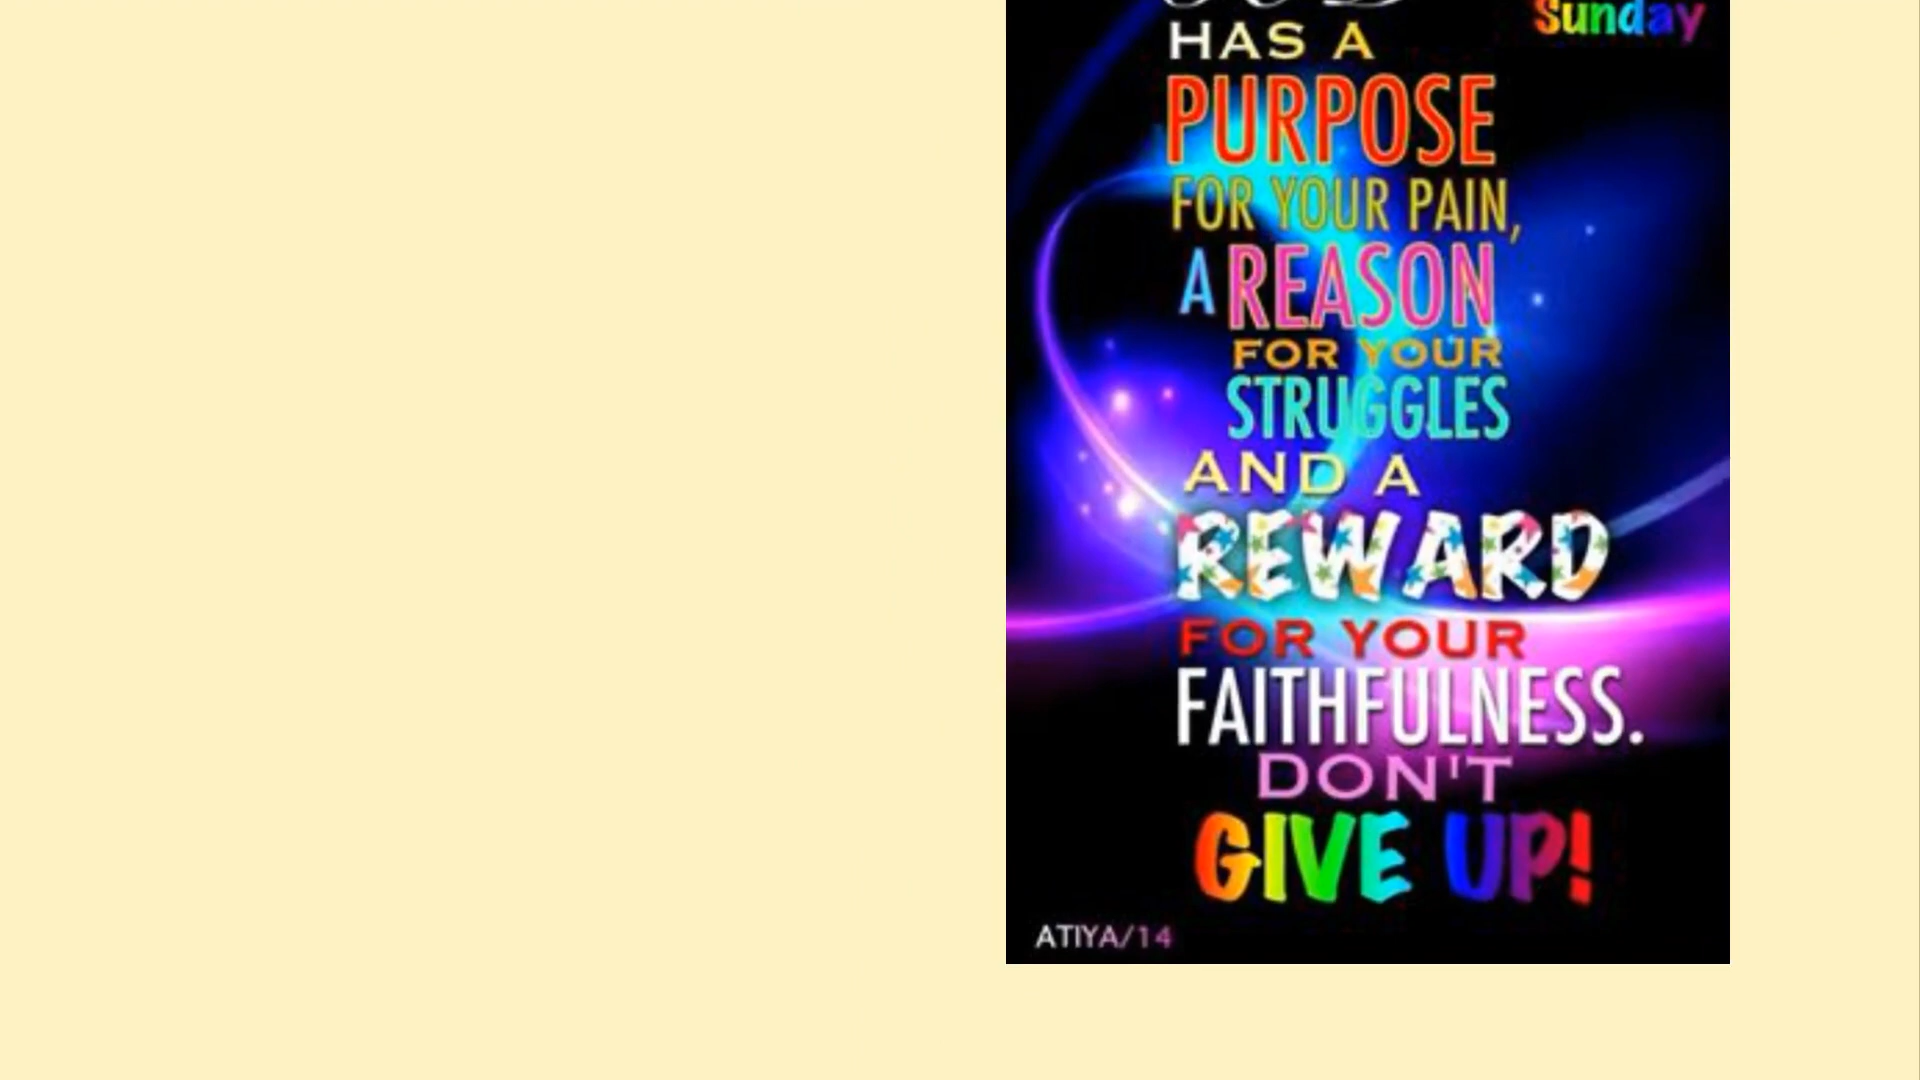 Sunday
HAS A
PURPOSE
FOR YOUR PAIN,
A REASON
FOR YOUR
STRUGGLES
AND A
REWARD
FOR YOUR
FAITHFULNESS.
DON'T
GIVE UP!
ATIYA/14